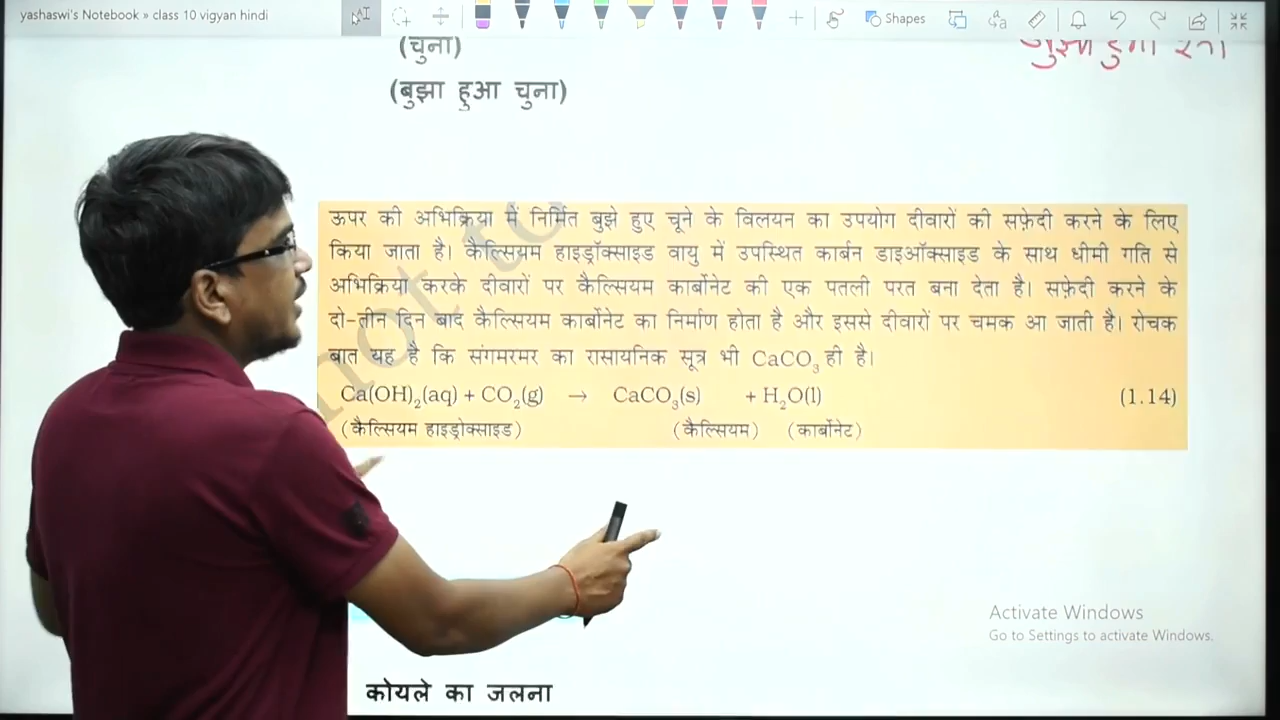 yashaswi's Notebook » class 10 vigyan hindi
Shapes
(चुना)
(बुझा हुआ चुना)
ऊपर की अभिक्रिया में निर्मित बुझे हुए चूने के विलयन का उपयोग दीवारों की सफ़ेदी करने के लिए
किया जाता है। कैल्सियम हाइड्रॉक्साइड वायु में उपस्थित कार्बन डाइऑक्साइड के साथ धीमी गति से
अभिक्रिया करके दीवारों पर कैल्सियम कार्बोनेट की एक पतली परत बना देता है। सफ़ेदी करने के
दो-तीन दिन बाद कैल्सियम कार्बोनेट का निर्माण होता है और इससे दीवारों पर चमक आ जाती है। रोचक
बात यह है कि संगमरमर का रासायनिक सूत्र भी CaCO₃ ही है।
Ca(OH)₂(aq) + CO₂(g) → CaCO₃(s) + H₂O(l) (1.14)
(कैल्सियम हाइड्रोक्साइड) (कैल्सियम) (कार्बोनेट)
not to
Activate Windows
Go to Settings to activate Windows.
कोयले का जलना